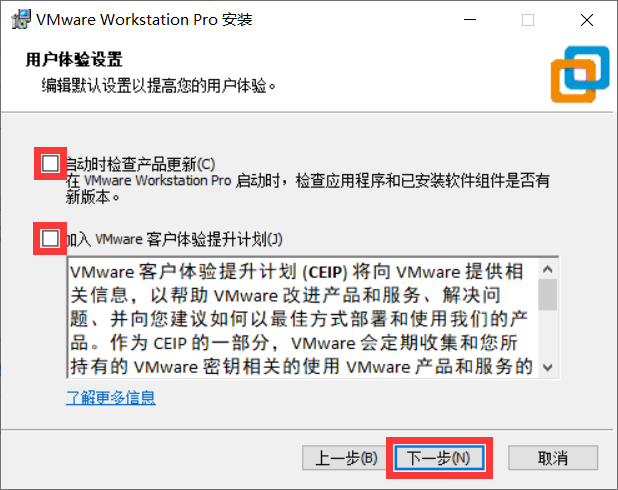 VMware Workstation Pro 安装
用户体验设置
编辑默认设置以提高您的用户体验。
启动时检查产品更新(C)
在 VMware Workstation Pro 启动时，检查应用程序和已安装软件组件是否有
新版本。
加入 VMware 客户体验提升计划(J)
VMware 客户体验提升计划 (CEIP) 将向 VMware 提供相
关信息，以帮助 VMware 改进产品和服务、解决问
题、并向您建议如何以最佳方式部署和使用我们的产
品。作为 CEIP 的一部分，VMware 会定期收集和您所
持有的 VMware 密钥相关的使用 VMware 产品和服务的
了解更多信息
上一步(B) 下一步(N) 取消